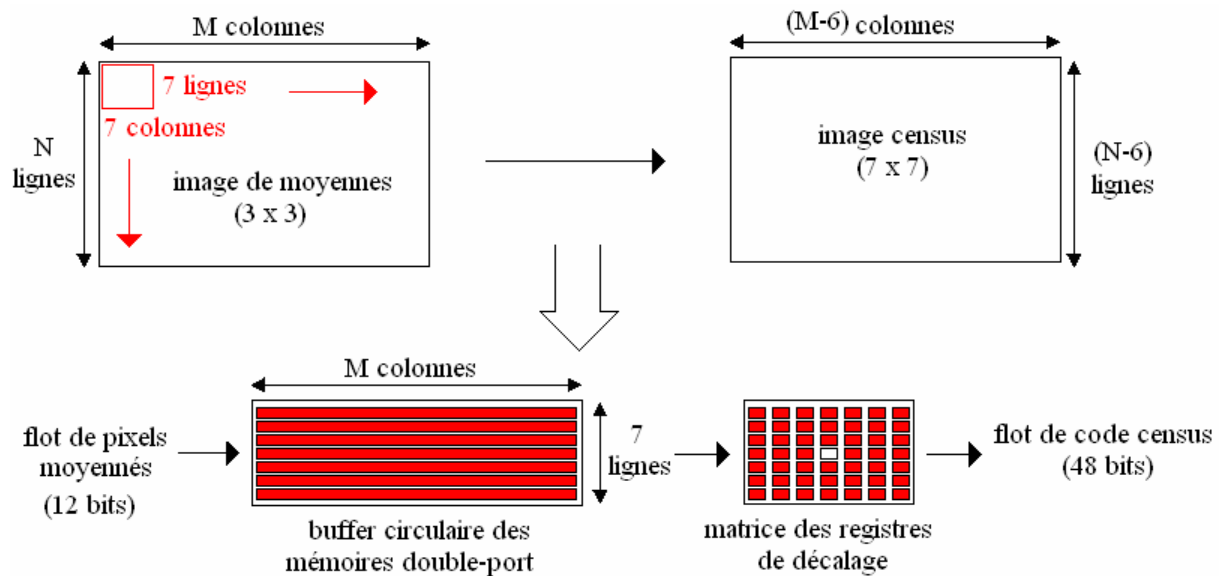 M colonnes
(M-6) colonnes
7 lignes
7 colonnes
N
lignes
image de moyennes
(3 x 3)
image census
(7 x 7)
(N-6)
lignes
M colonnes
flot de pixels
moyennés
(12 bits)
7
lignes
flot de code census
(48 bits)
buffer circulaire des
mémoires double-port
matrice des registres
de décalage